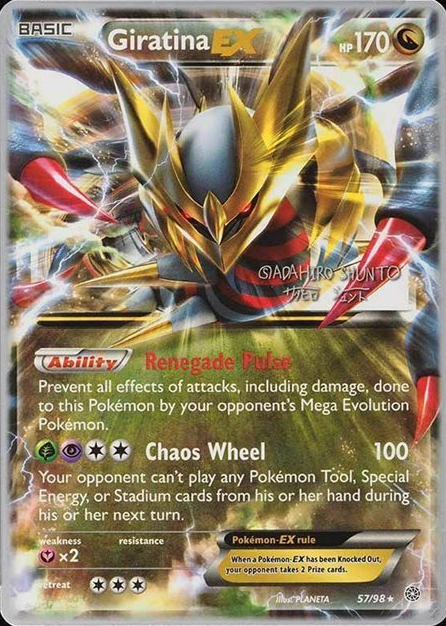 BASIC
Giratina EX HP170
©ADAHIRO SHUNTO
サダヒロ シュント
Ability Renegade Pulse
Prevent all effects of attacks, including damage, done
to this Pokémon by your opponent's Mega Evolution
Pokémon.
Chaos Wheel 100
Your opponent can't play any Pokémon Tool, Special
Energy, or Stadium cards from his or her hand during
his or her next turn.
weakness resistance
×2
retreat
Pokémon-EX rule
When a Pokémon-EX has been Knocked Out,
your opponent takes 2 Prize cards.
Illus. PLANETA
57/98 ★